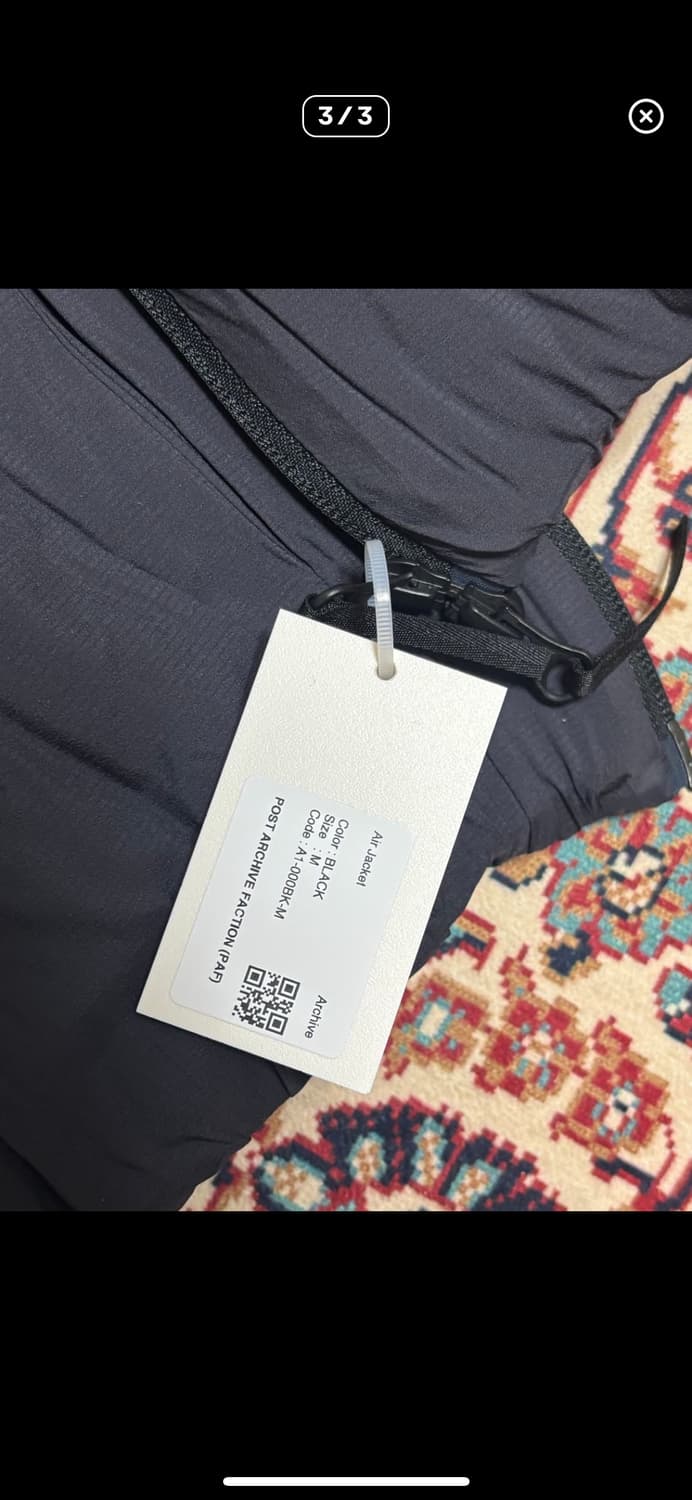 3/3
Air Jacket
Color : BLACK
Size : M
Code : A1-000BK-M
POST ARCHIVE FACTION (PAF)
Archive